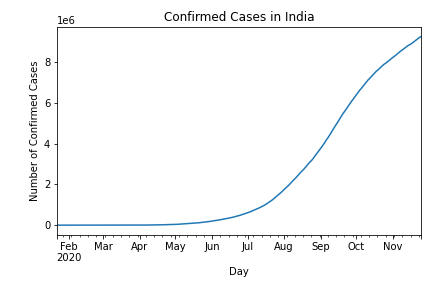 Confirmed Cases in India
1e6
8
6
4
2
0
Number of Confirmed Cases
Feb Mar Apr May Jun Jul Aug Sep Oct Nov
2020
Day